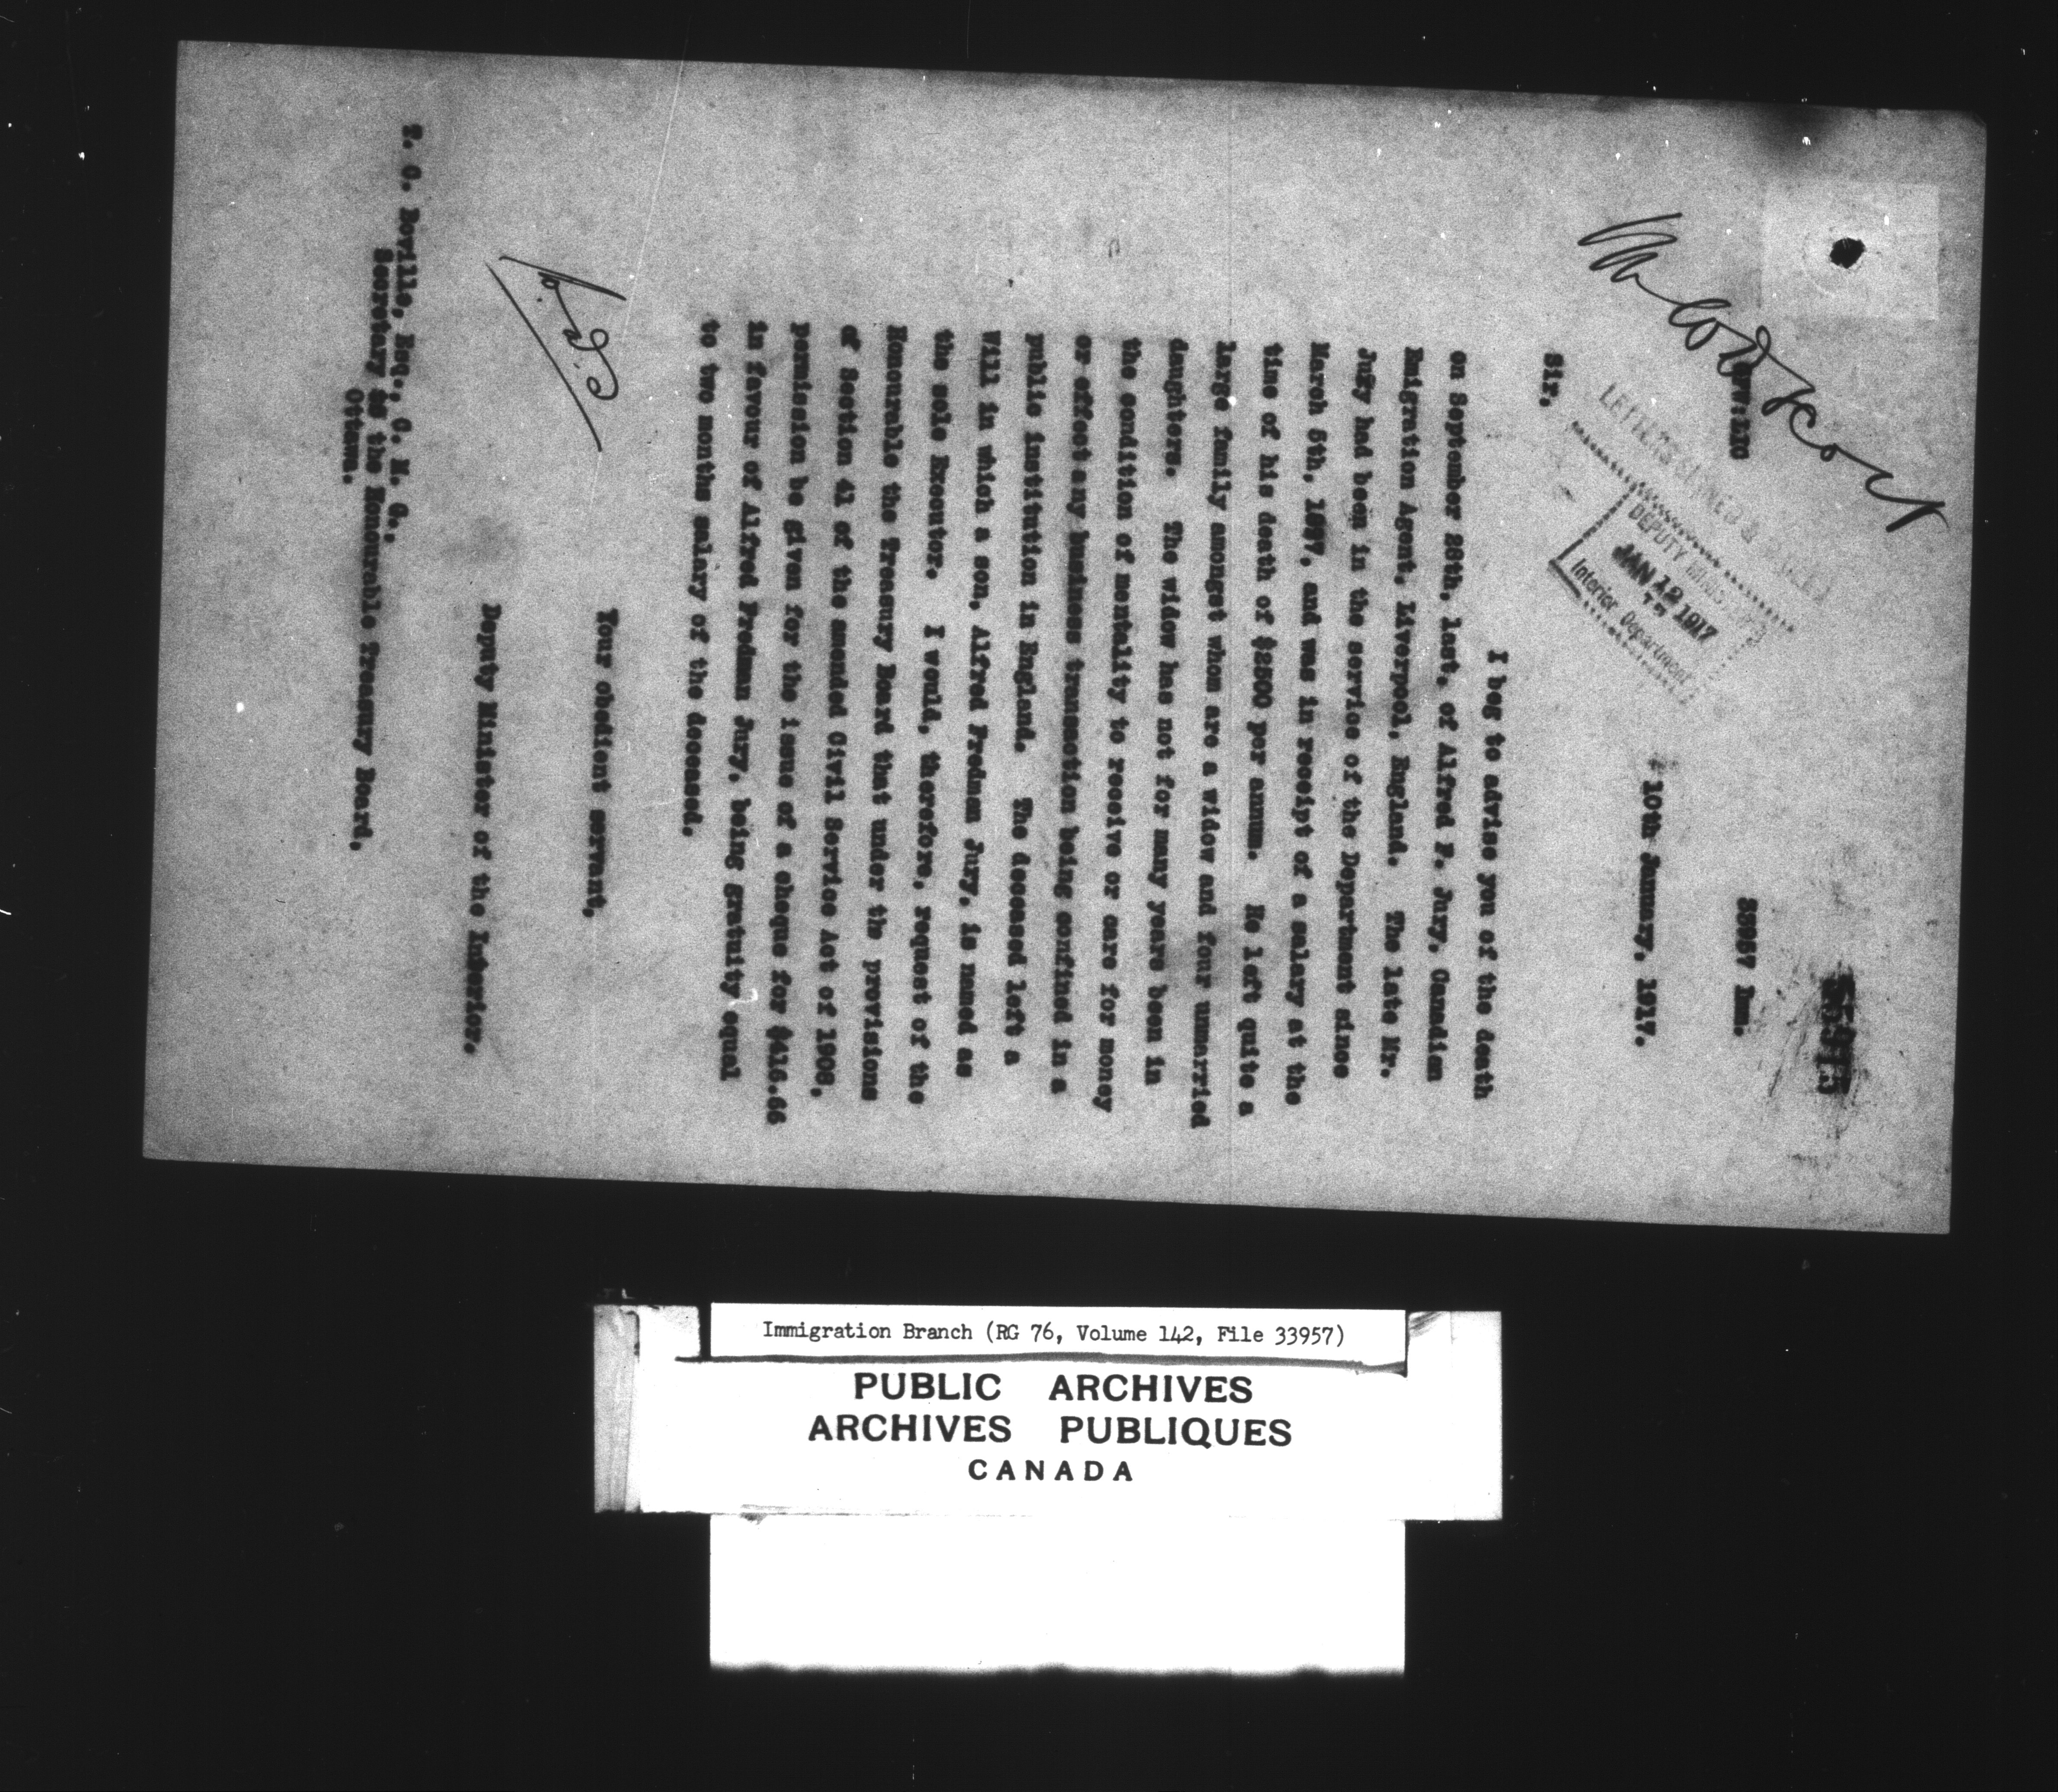 33957 Im.
10th January, 1917.
LETTERS SIGNED &
DEPUTY MINISTER'S
JAN 12 1917
Interior Department
Sir,
I beg to advise you of the death
on September 28th, last, of Alfred F. Jury, Canadian
Emigration Agent, Liverpool, England. The late Mr.
Jury had been in the service of the Department since
March 5th, 1897, and was in receipt of a salary at the
time of his death of $2500 per annum. He left quite a
large family amongst whom are a widow and four unmarried
daughters. The widow has not for many years been in
the condition of mentality to receive or care for money
or effect any business transaction being confined in a
public institution in England. The deceased left a
Will in which a son, Alfred Fredman Jury, is named as
the sole Executor. I would, therefore, request of the
Honourable the Treasury Board that under th provisions
of Section 41 of the amended Civil Service Act of 1908,
permission be given for the issue of a cheque for $416.66
in favour of Alfred Fredman Jury, being gratuity equal
to two months salary of the deceased.
Your obedient servant,
Deputy Minister of the Interior.
T. C. Boville, Esq., C. M. G.,
Secretary to the Honourable Treasury Board,
Ottawa.
Immigration Branch (RG 76, Volume 142, File 33957)
PUBLIC ARCHIVES
ARCHIVES PUBLIQUES
CANADA